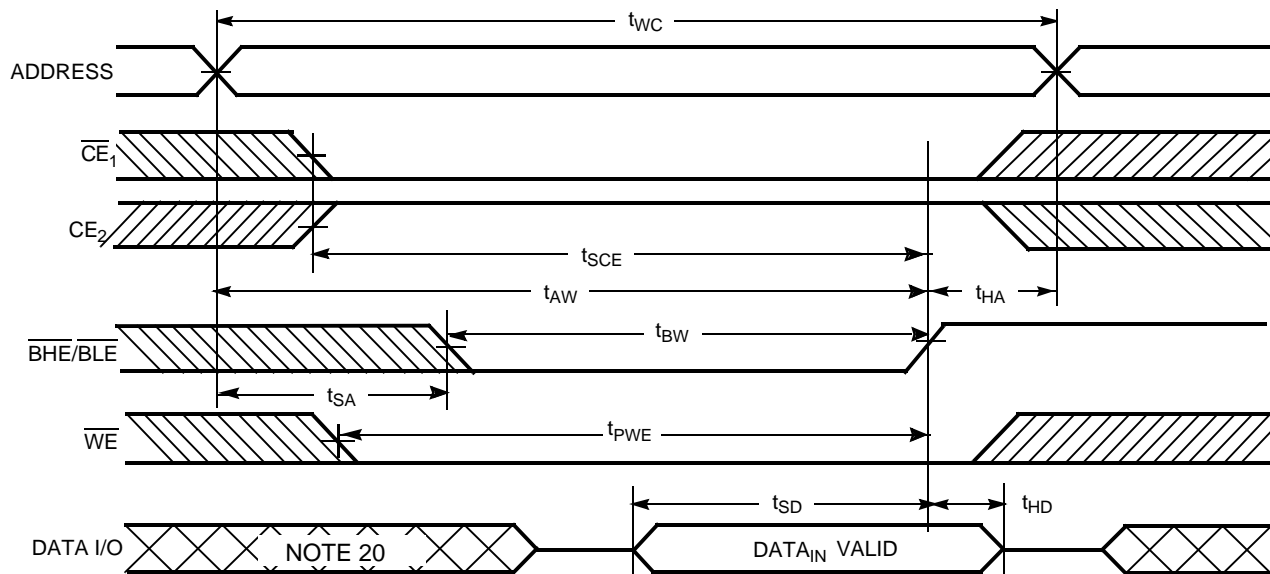 tWC
ADDRESS
CE1
CE2
tSCE
tAW
tHA
BHE/BLE
tBW
tSA
WE
tPWE
tSD
tHD
DATA I/O
NOTE 20
DATAIN VALID